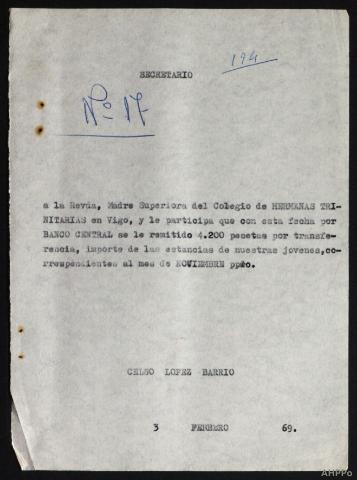 194
SECRETARIO
Nº 17
a la Revda, Madre Superiora del Colegio de HERMANAS TRI-
NITARIAS en Vigo, y le participa que con esta fecha por
BANCO CENTRAL se le remitido 4.200 pesetas por transfe-
rencia, importe de las estancias de nuestras jovenes,co-
rrespondientes al mes de NOVIEMBRE ppdo.
CELSO LOPEZ BARRIO
3 FEBRERO 69.
AHPPo